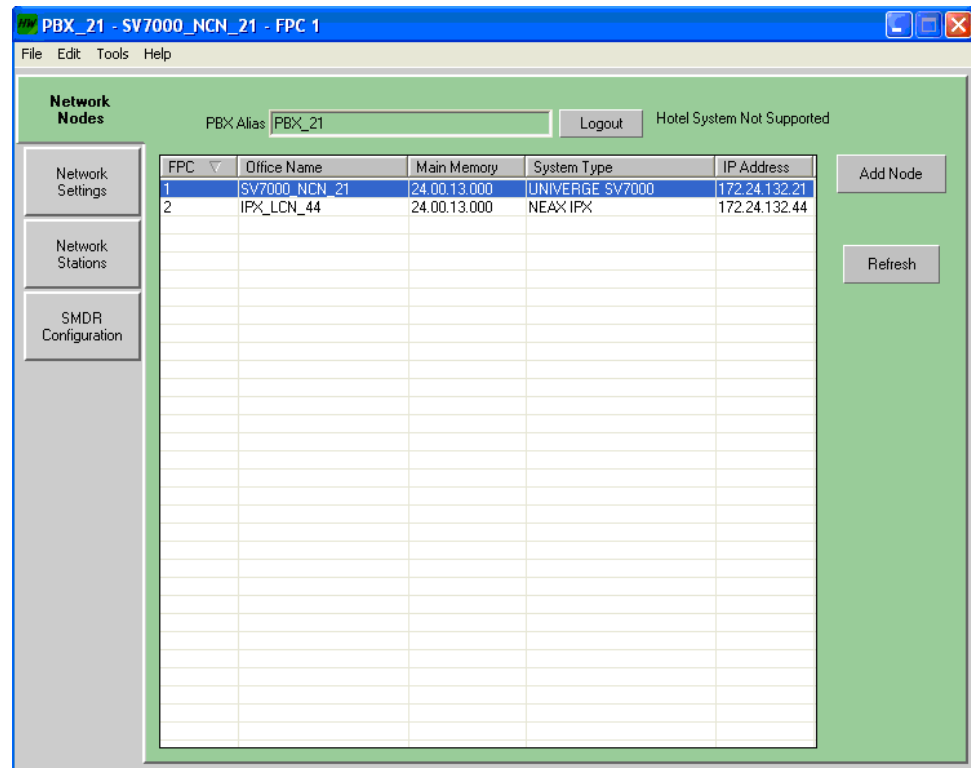 HW PBX_21 - SV7000_NCN_21 - FPC 1
File Edit Tools Help
Network
Nodes
PBX Alias PBX_21 Logout Hotel System Not Supported
Network
Settings
Network
Stations
SMDR
Configuration
FPC Office Name Main Memory System Type IP Address
1 SV7000_NCN_21 24.00.13.000 UNIVERGE SV7000 172.24.132.21
2 IPX_LCN_44 24.00.13.000 NEAX IPX 172.24.132.44
Add Node
Refresh